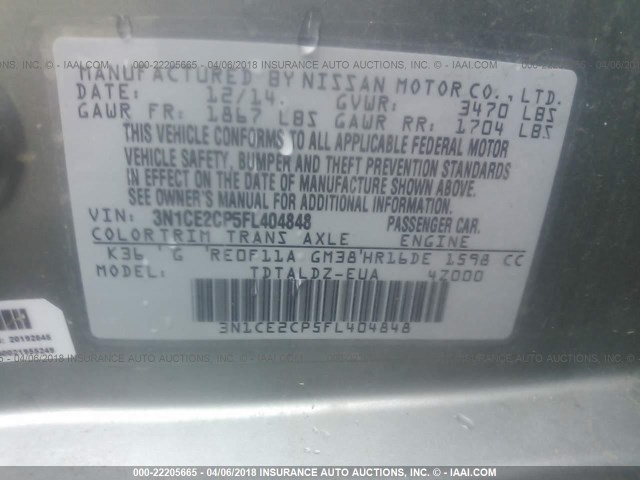 © - IAAI.COM 000-22205665 - 04/06/2018 INSURANCE AUTO AUCTIONS, INC. © - IAAI.COM
MANUFACTURED BY NISSAN MOTOR CO., LTD.
DATE: 12/14 GVWR: 3470 LBS
GAWR FR: 1867 LBS GAWR RR: 1704 LBS
THIS VEHICLE CONFORMS TO ALL APPLICABLE FEDERAL MOTOR
VEHICLE SAFETY, BUMPER AND THEFT PREVENTION STANDARDS
IN EFFECT ON THE DATE OF MANUFACTURE SHOWN ABOVE.
SEE OWNER'S MANUAL FOR ADDITIONAL INFORMATION.
VIN: 3N1CE2CP5FL404848 PASSENGER CAR.
COLOR TRIM TRANS AXLE ENGINE
K36 G RE0F11A GM38 HR16DE 1598 CC
MODEL: TDTALDZ-EUA 4Z000
3N1CE2CP5FL404848
000-22205665 - 04/06/2018 INSURANCE AUTO AUCTIONS, INC. © - IAAI.COM